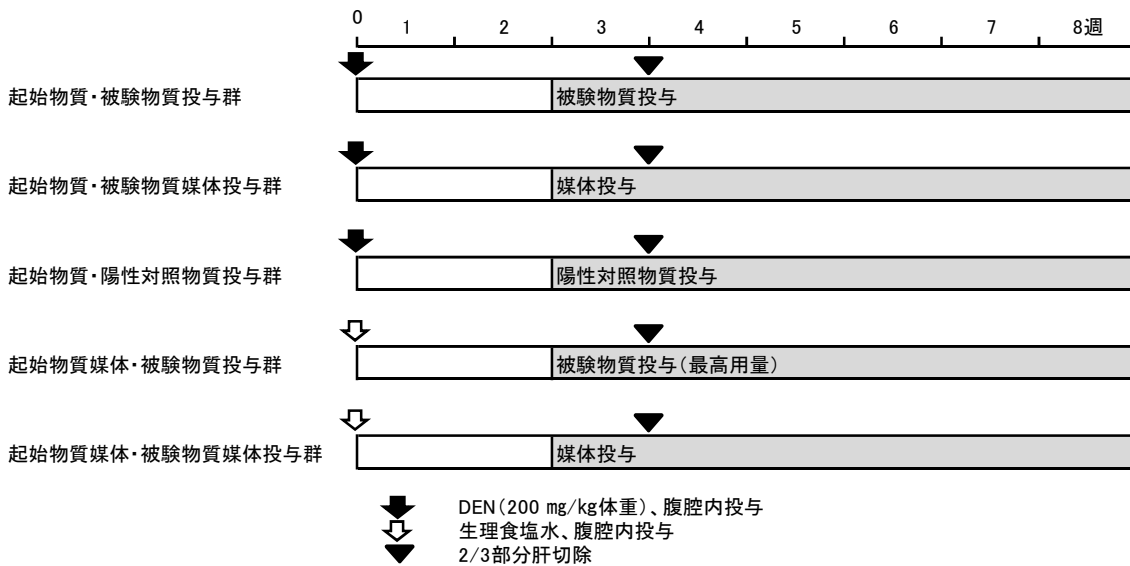 0 1 2 3 4 5 6 7 8週
起始物質・被験物質投与群 被験物質投与
起始物質・被験物質媒体投与群 媒体投与
起始物質・陽性対照物質投与群 陽性対照物質投与
起始物質媒体・被験物質投与群 被験物質投与(最高用量)
起始物質媒体・被験物質媒体投与群 媒体投与
DEN(200 mg/kg体重)、腹腔内投与
生理食塩水、腹腔内投与
2/3部分肝切除